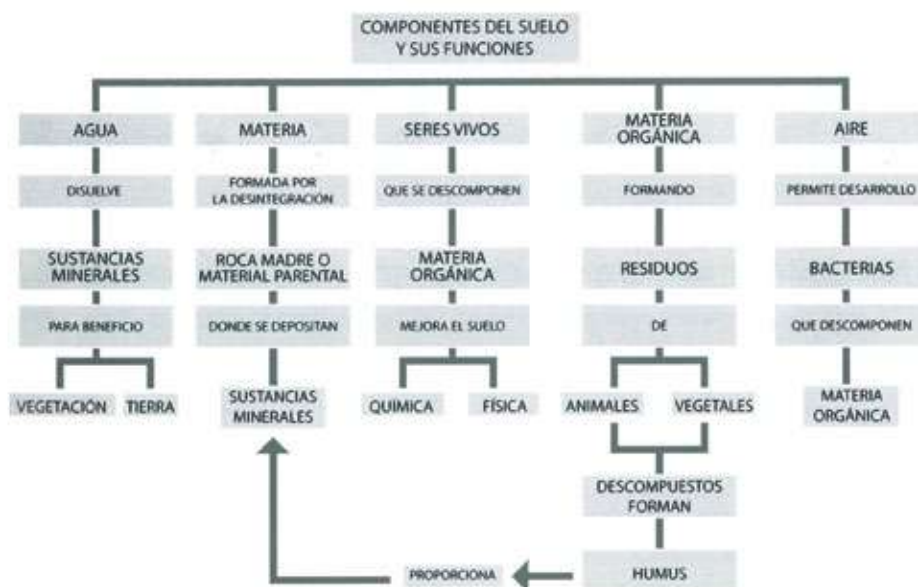 COMPONENTES DEL SUELO
Y SUS FUNCIONES
AGUA
MATERIA
SERES VIVOS
MATERIA
ORGÁNICA
AIRE
DISUELVE
FORMADA POR
LA DESINTEGRACIÓN
QUE SE DESCOMPONEN
FORMANDO
PERMITE DESARROLLO
SUSTANCIAS
MINERALES
ROCA MADRE O
MATERIAL PARENTAL
MATERIA
ORGÁNICA
RESIDUOS
BACTERIAS
PARA BENEFICIO
DONDE SE DEPOSITAN
MEJORA EL SUELO
DE
QUE DESCOMPONEN
VEGETACIÓN
TIERRA
SUSTANCIAS
MINERALES
QUÍMICA
FÍSICA
ANIMALES
VEGETALES
MATERIA
ORGÁNICA
DESCOMPUESTOS
FORMAN
PROPORCIONA
HUMUS